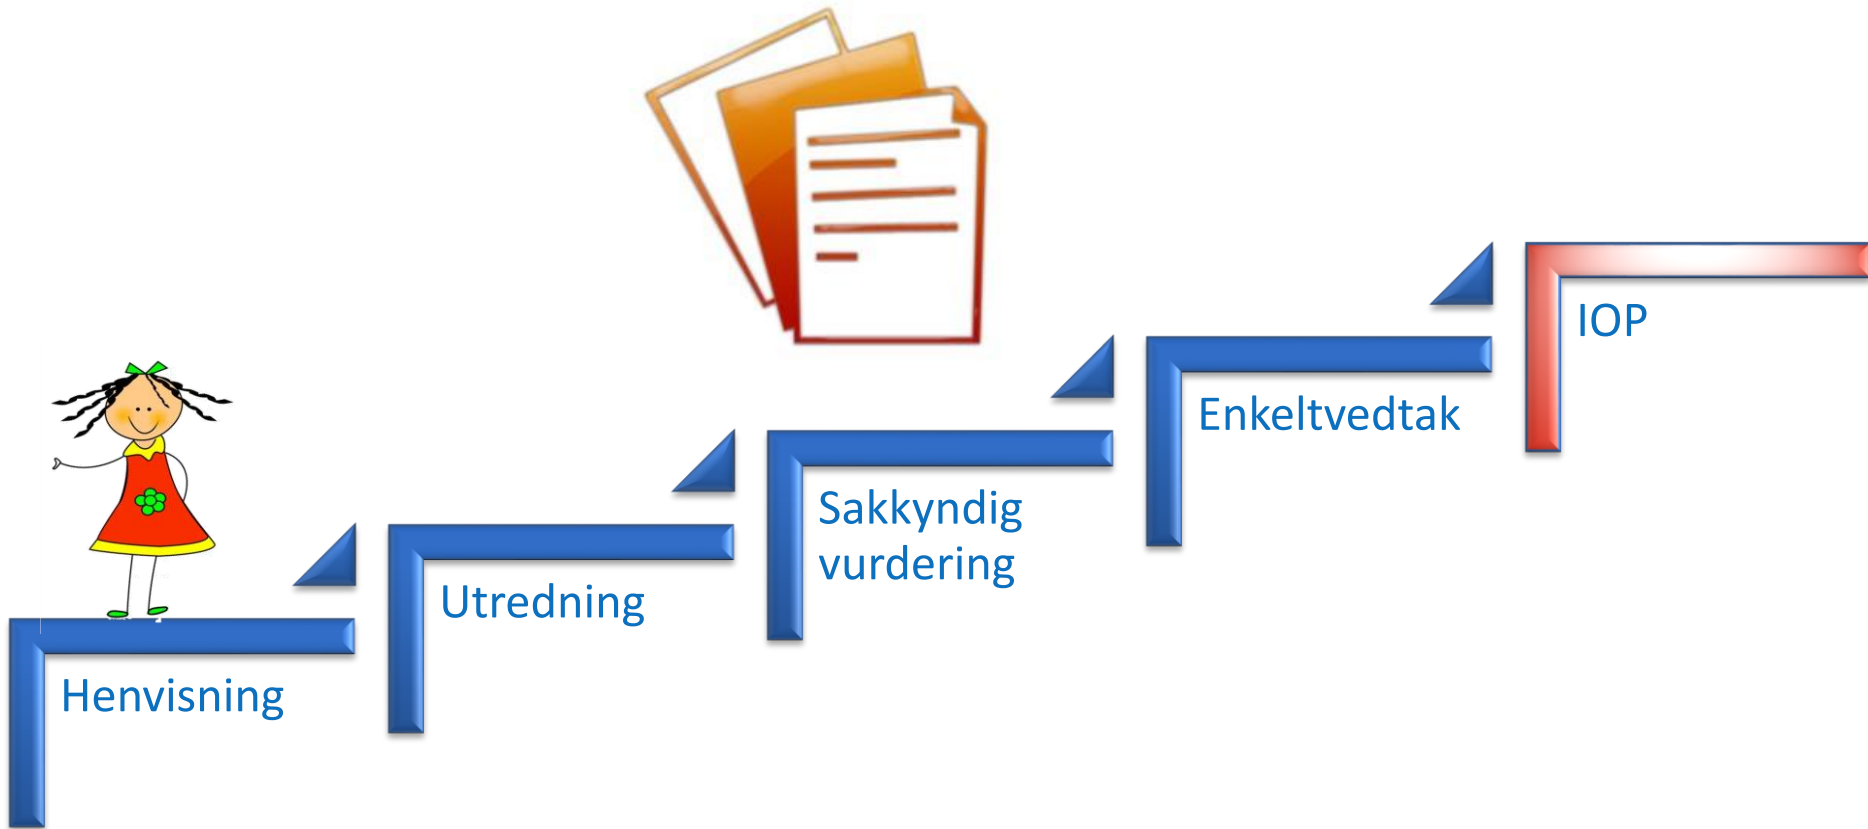 Henvisning
Utredning
Sakkyndig
vurdering
Enkeltvedtak
IOP